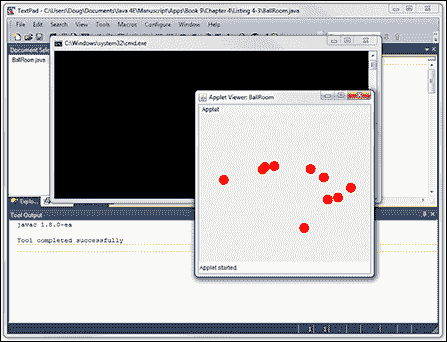 TextPad - C:\Users\Doug\Documents\Java 4E\Manuscript\Apps\Book 9\Chapter 4\Listing 4-3\BallRoom.java
File Edit Search View Tools Macros Configure Window Help
Document Selec
C:\Windows\system32\cmd.exe
BallRoom.java
Applet Viewer: BallRoom
Applet
Explo...
Tool Output
javac 1.8.0-ea
Tool completed successfully
Applet started.